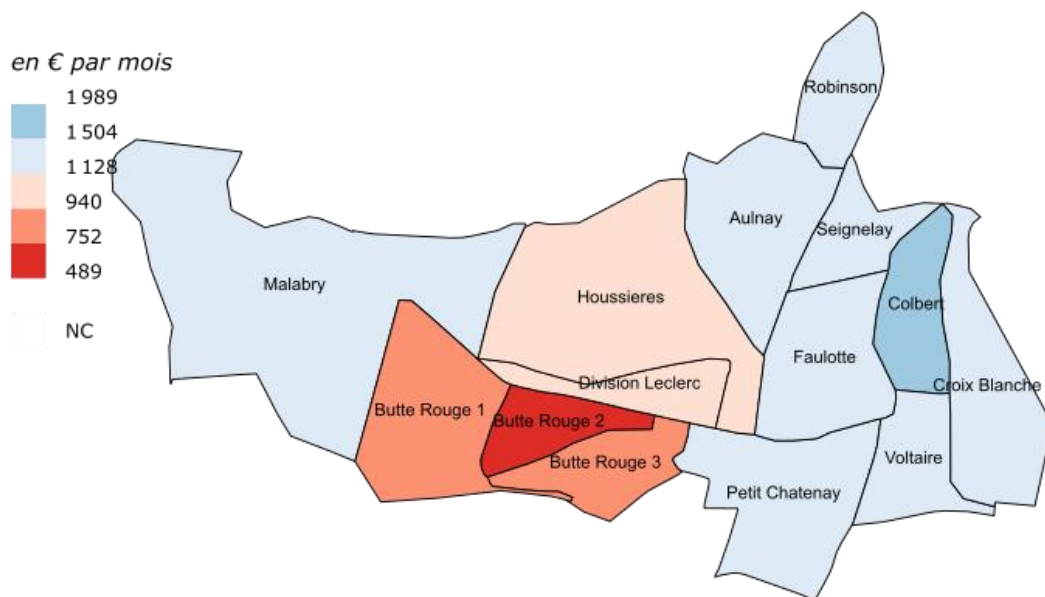 en € par mois
1 989
1 504
1 128
940
752
489
NC
Robinson
Aulnay
Seignelay
Malabry
Houssieres
Colbert
Faulotte
Division Leclerc
Croix Blanche
Butte Rouge 1
Butte Rouge 2
Butte Rouge 3
Voltaire
Petit Chatenay